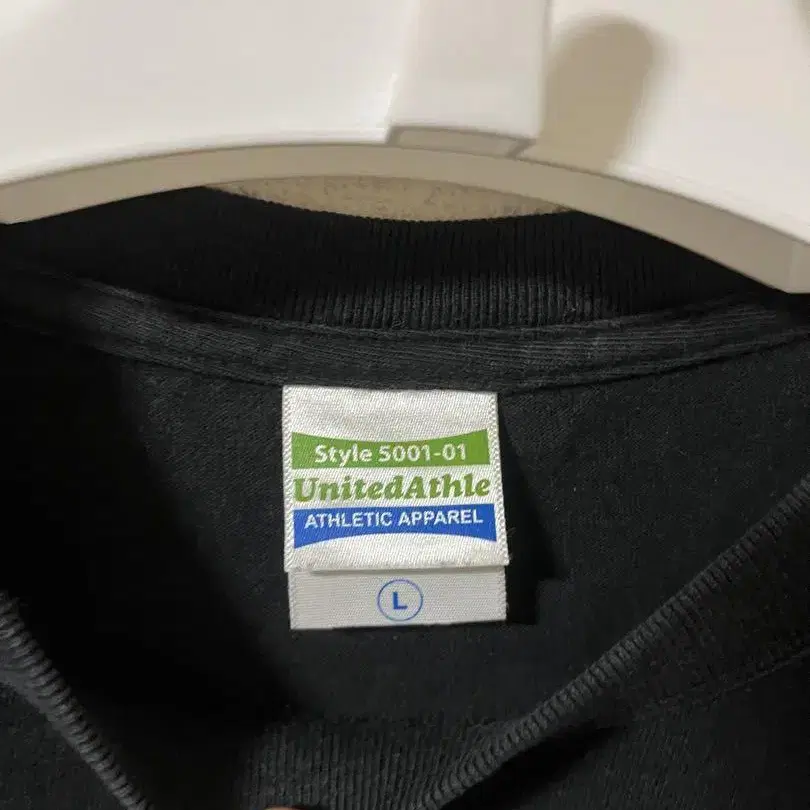 Style 5001-01
UnitedAthle
ATHLETIC APPAREL
L